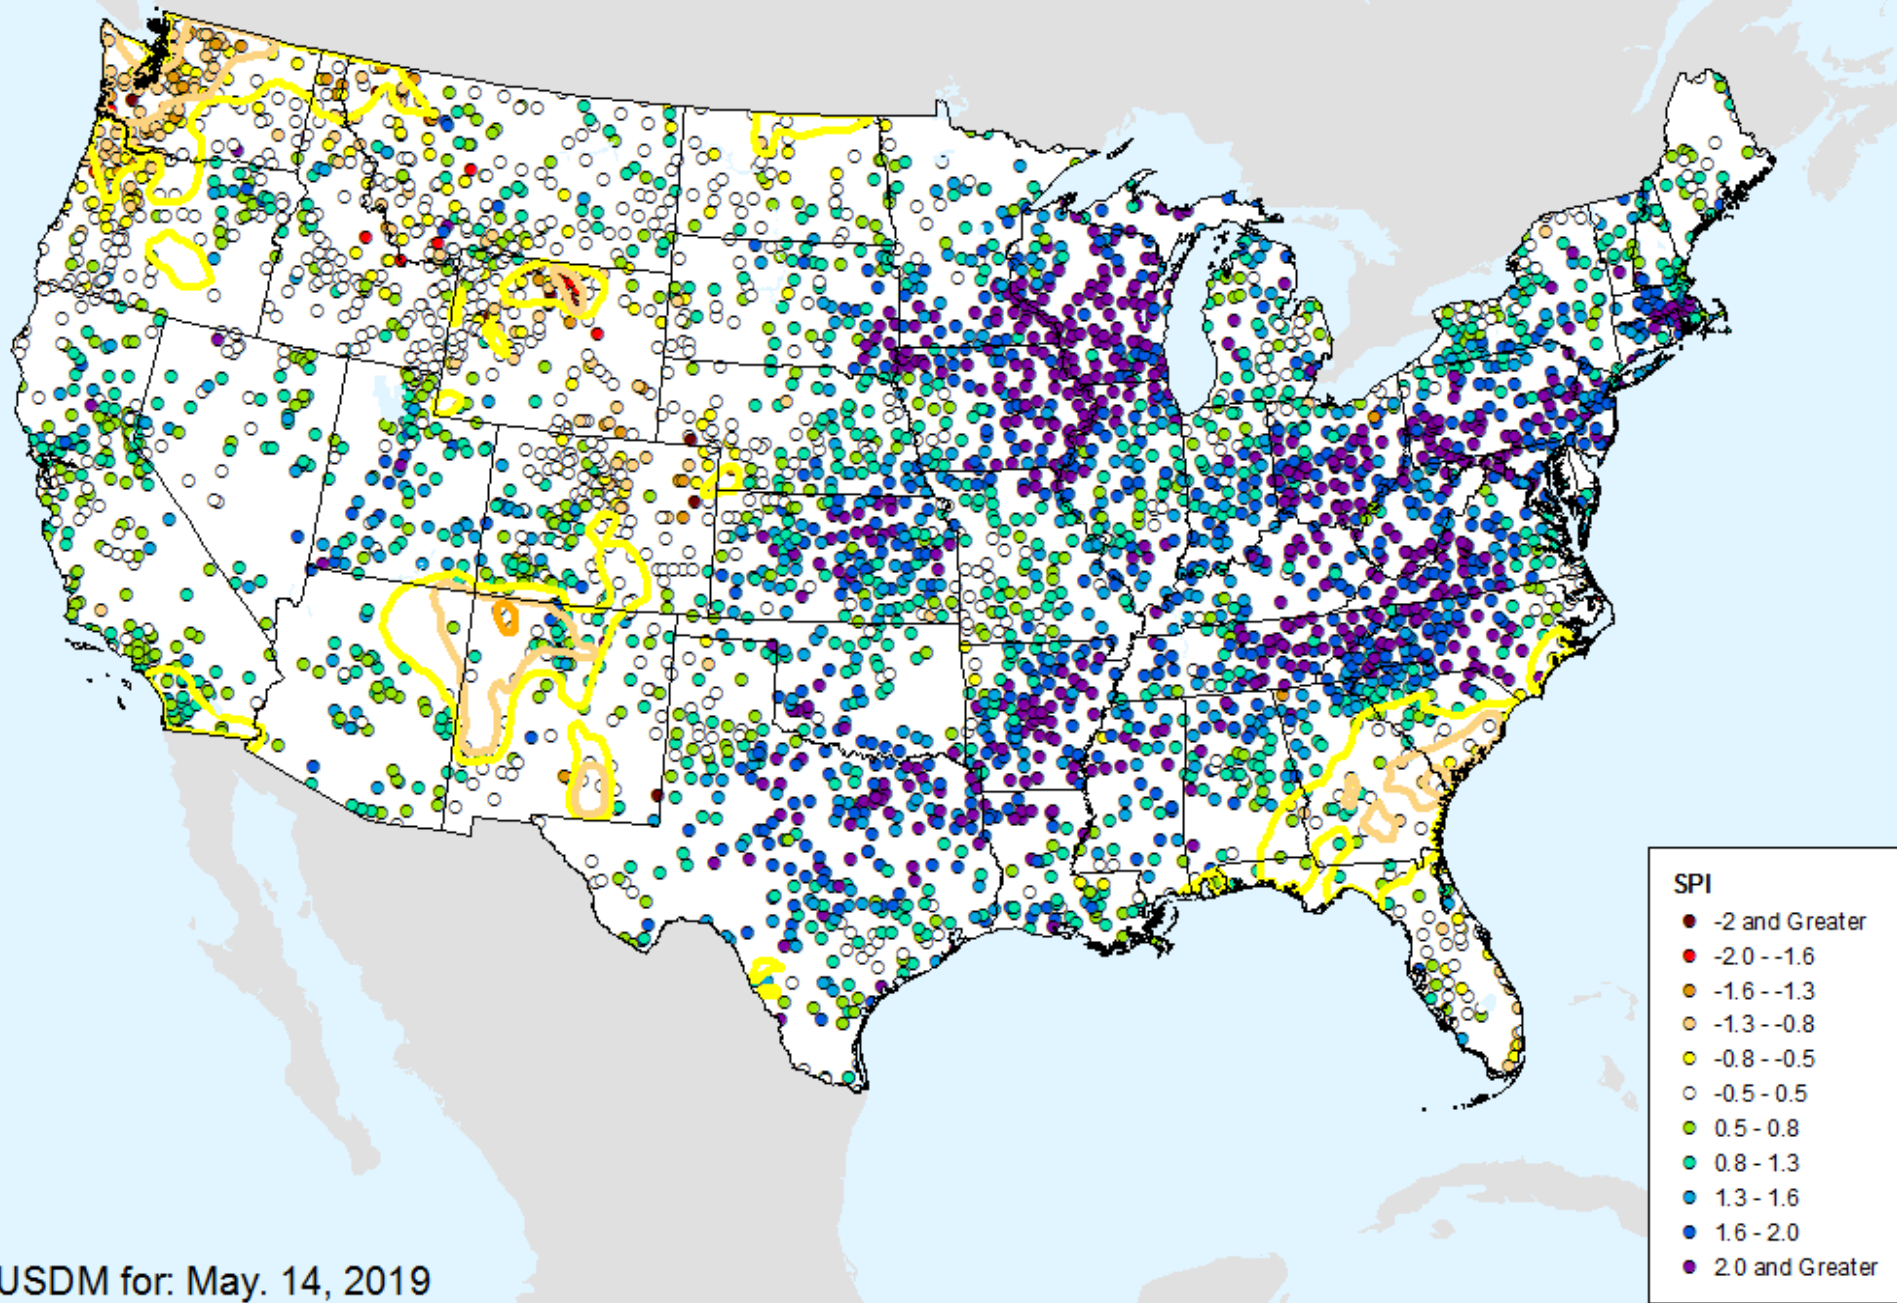 SPI
-2 and Greater
-2.0 - -1.6
-1.6 - -1.3
-1.3 - -0.8
-0.8 - -0.5
-0.5 - 0.5
0.5 - 0.8
0.8 - 1.3
1.3 - 1.6
1.6 - 2.0
2.0 and Greater
USDM for: May. 14, 2019